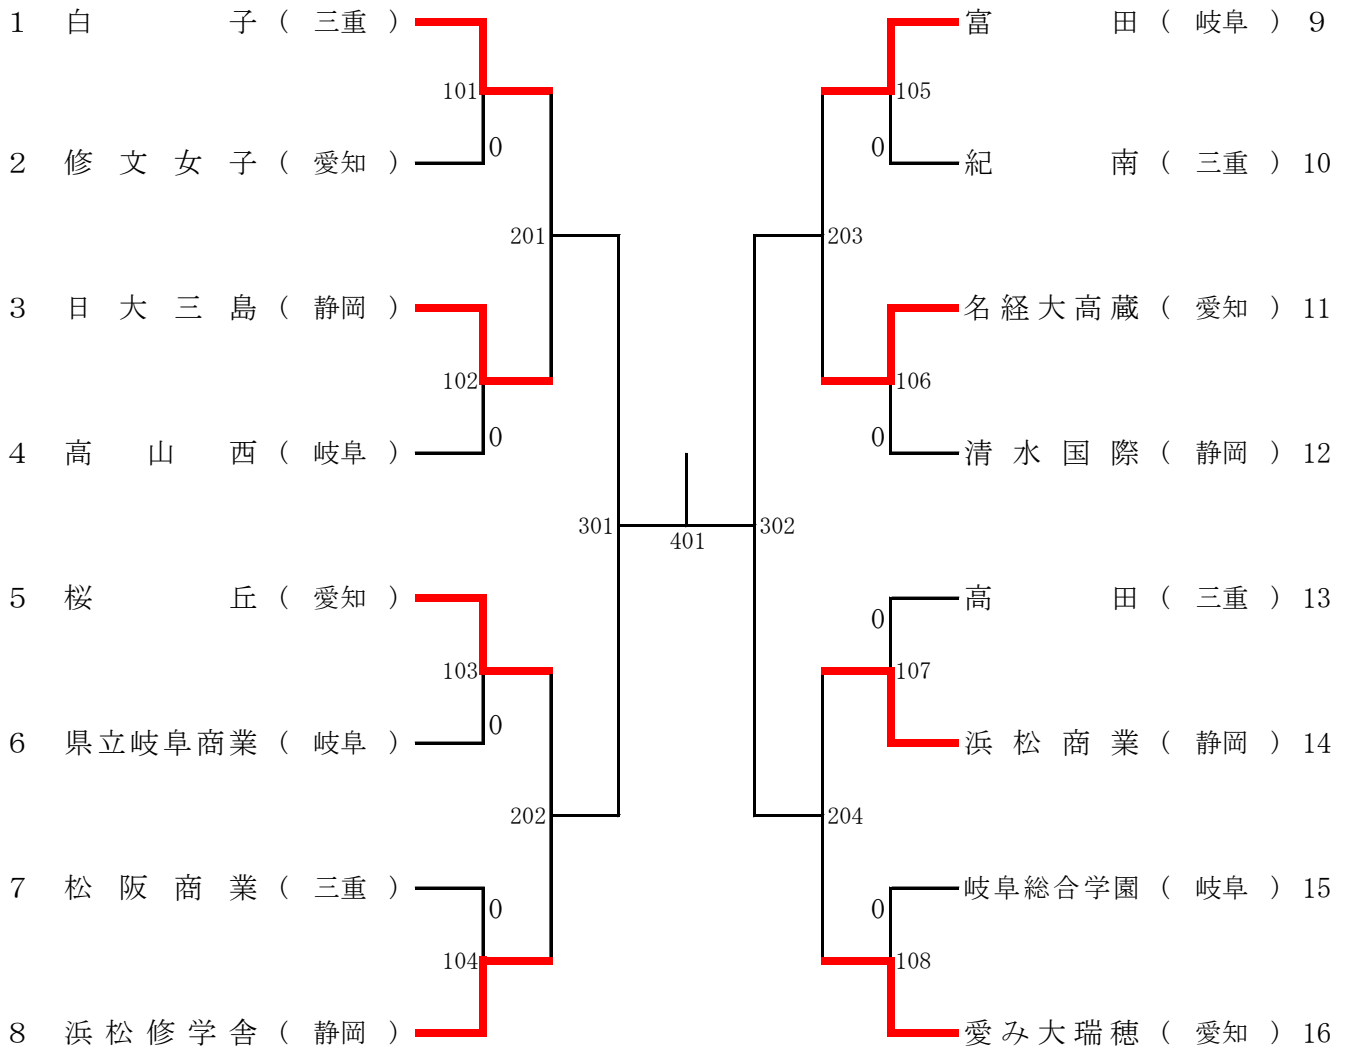 1 白子 ( 三重 )
101
0
2 修文女子 ( 愛知 )
201
3 日大三島 ( 静岡 )
102
0
4 高山西 ( 岐阜 )
301
5 桜丘 ( 愛知 )
103
0
6 県立岐阜商業 ( 岐阜 )
202
7 松阪商業 ( 三重 )
0
104
8 浜松修学舎 ( 静岡 )
401
富田 ( 岐阜 ) 9
105
0
紀南 ( 三重 ) 10
203
名経大高蔵 ( 愛知 ) 11
106
0
清水国際 ( 静岡 ) 12
302
高田 ( 三重 ) 13
0
107
浜松商業 ( 静岡 ) 14
204
岐阜総合学園 ( 岐阜 ) 15
0
108
愛み大瑞穂 ( 愛知 ) 16